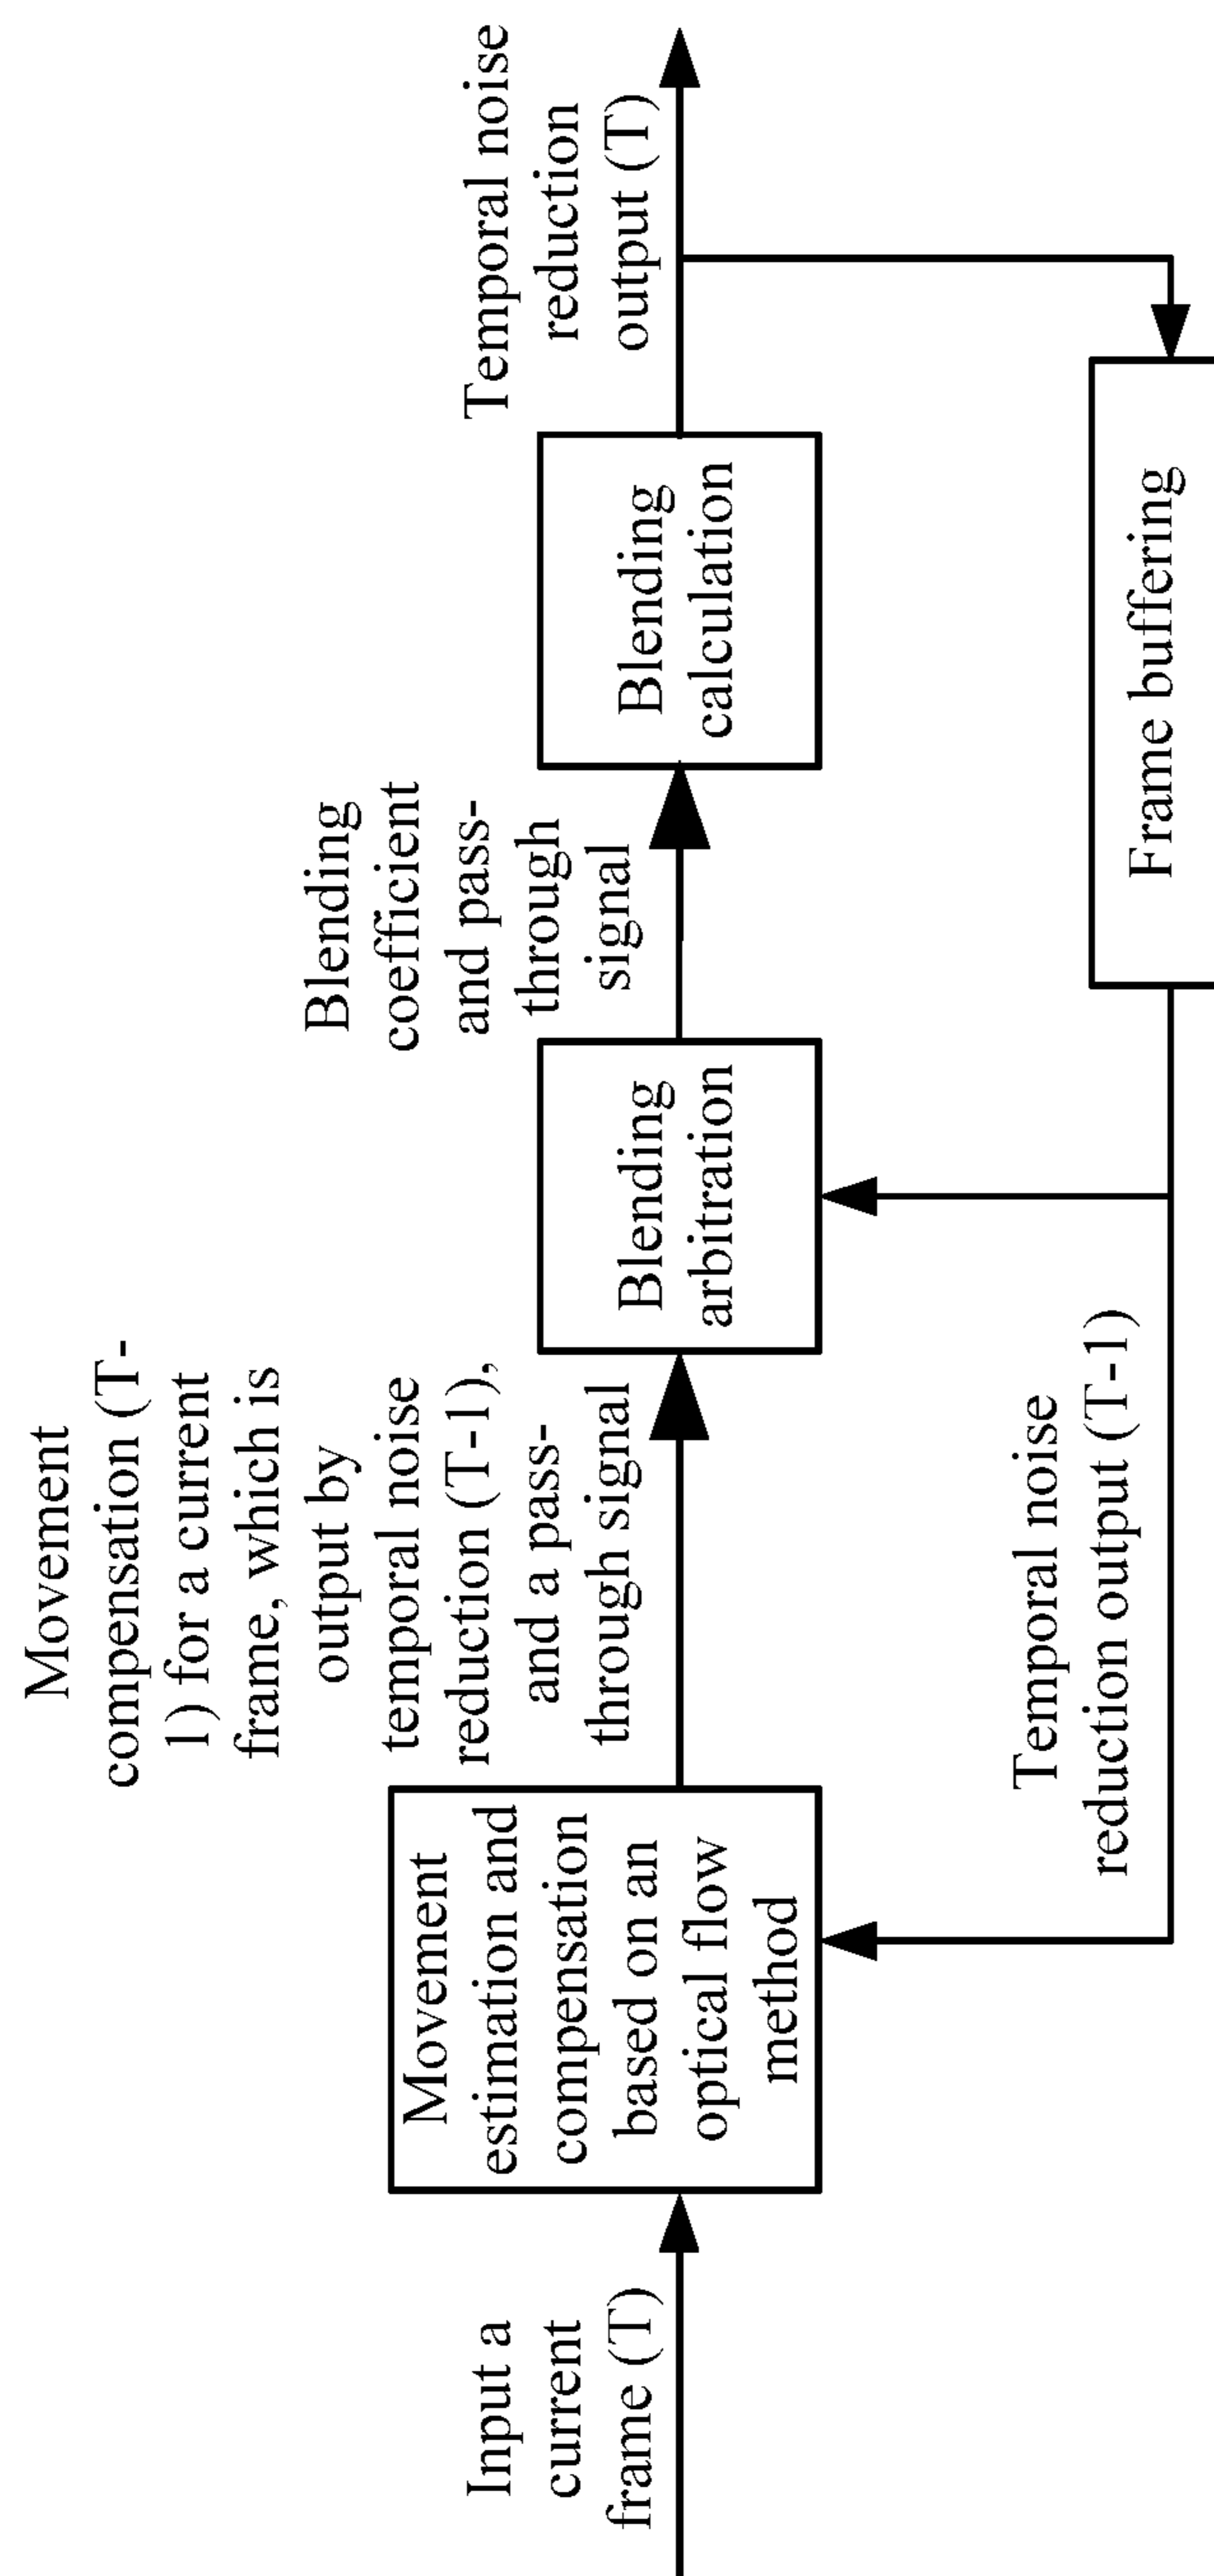 Input a
current
frame (T)
Movement
estimation and
compensation
based on an
optical flow
method
Movement
compensation (T-
1) for a current
frame, which is
output by
temporal noise
reduction (T-1),
and a pass-
through signal
Blending
arbitration
Blending
coefficient
and pass-
through
signal
Blending
calculation
Temporal noise
reduction
output (T)
Temporal noise
reduction output (T-1)
Frame buffering